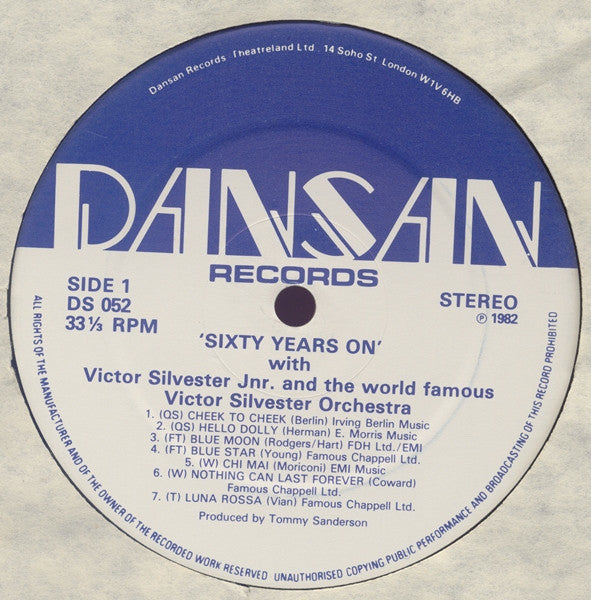 Dansan Records Theatreland Ltd. 14 Soho St. London W1V 6HB
DANSAN
RECORDS
SIDE 1
DS 052
33⅓ RPM
STEREO
℗ 1982
'SIXTY YEARS ON'
with
Victor Silvester Jnr. and the world famous
Victor Silvester Orchestra
1. (QS) CHEEK TO CHEEK (Berlin) Irving Berlin Music
2. (QS) HELLO DOLLY (Herman) E. Morris Music
3. (FT) BLUE MOON (Rodgers/Hart) FDH Ltd./EMI
4. (FT) BLUE STAR (Young) Famous Chappell Ltd.
5. (W) CHI MAI (Moriconi) EMI Music
6. (W) NOTHING CAN LAST FOREVER (Coward)
Famous Chappell Ltd.
7. (T) LUNA ROSSA (Vian) Famous Chappell Ltd.
Produced by Tommy Sanderson
ALL RIGHTS OF THE MANUFACTURER AND OF THE OWNER OF THE RECORDED WORK RESERVED UNAUTHORISED COPYING PUBLIC PERFORMANCE AND BROADCASTING OF THIS RECORD PROHIBITED